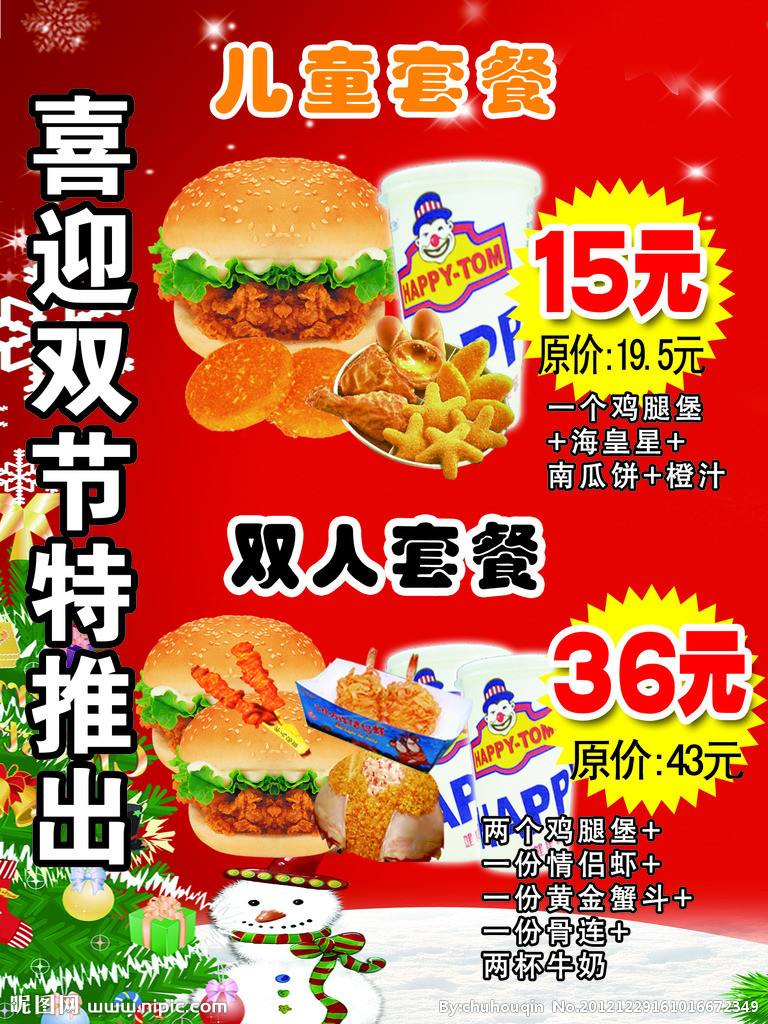 喜迎双节特推出
儿童套餐
HAPPY-TOM
15元
原价:19.5元
一个鸡腿堡
+海皇星+
南瓜饼+橙汁
双人套餐
HAPPY-TOM
36元
原价:43元
两个鸡腿堡+
一份情侣虾+
一份黄金蟹斗+
一份骨连+
两杯牛奶
昵图网 www.nipic.com
By:chuhouqin No.20121229161016672349